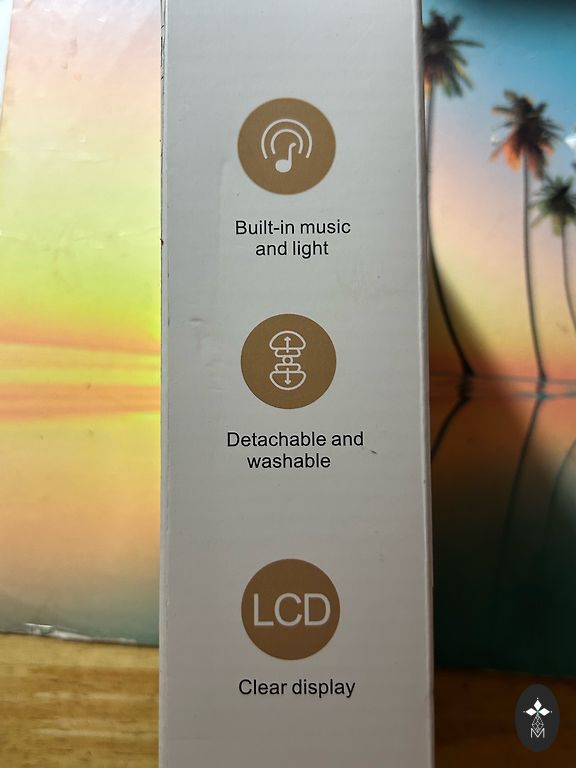 Built-in music
and light
Detachable and
washable
LCD
Clear display
M